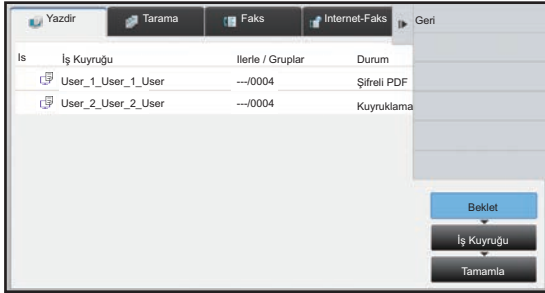 Yazdir Tarama Faks Internet-Faks Geri
Is İş Kuyruğu Ilerle / Gruplar Durum
User_1_User_1_User ---/0004 Şifreli PDF
User_2_User_2_User ---/0004 Kuyruklama
Beklet
İş Kuyruğu
Tamamla